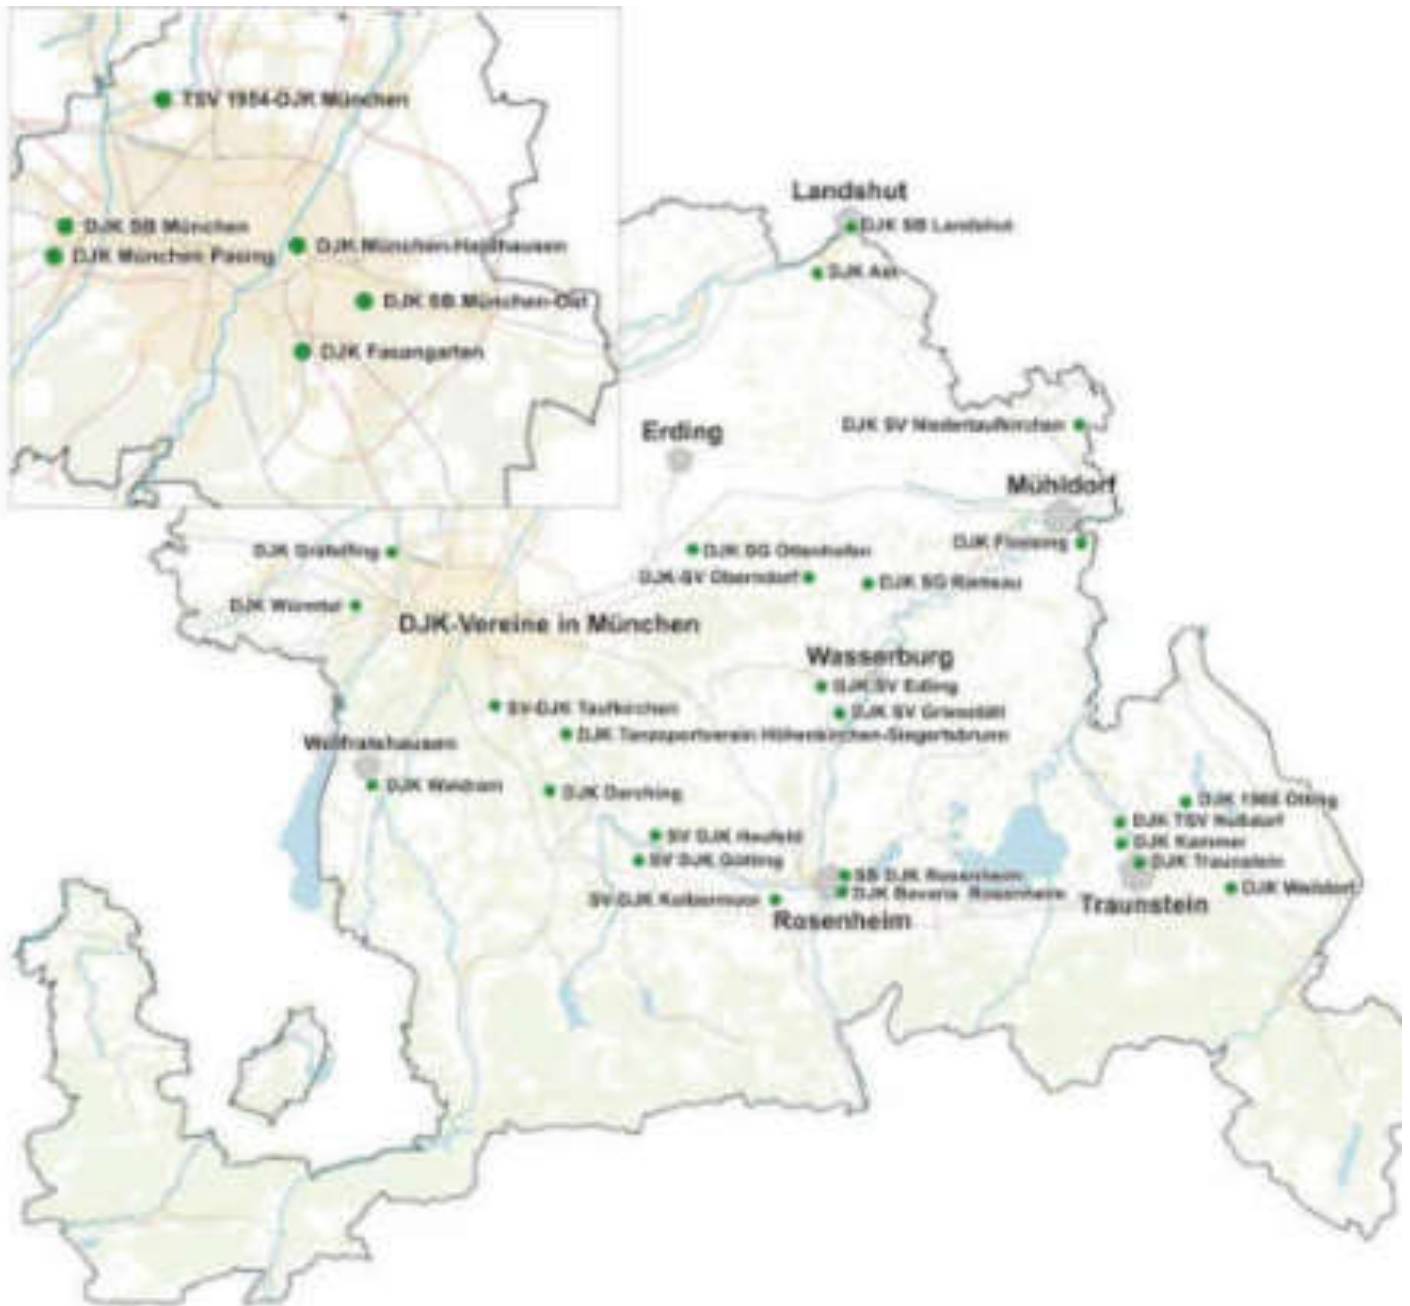 TSV 1954-DJK München
DJK SB München
DJK München Pasing
DJK München-Haidhausen
DJK SB München-Ost
DJK Fasangarten
Landshut
DJK SB Landshut
DJK Ast
DJK SV Niedertaufkirchen
Erding
Mühldorf
DJK Flossing
DJK Gräfelfing
DJK SG Ottenhofen
DJK-SV Oberndorf
DJK SG Ramsau
DJK Würmtal
DJK-Vereine in München
Wasserburg
DJK SV Edling
DJK SV Griesstätt
SV-DJK Taufkirchen
DJK Tanzsportverein Höhenkirchen-Siegertsbrunn
Wolfratshausen
DJK Waldram
DJK Darching
SV DJK Heufeld
SV DJK Götting
SV-DJK Kolbermoor
SB DJK Rosenheim
DJK Bavaria Rosenheim
Rosenheim
DJK 1968 Otting
DJK TSV Nußdorf
DJK Kammer
DJK Traunstein
Traunstein
DJK Weildorf